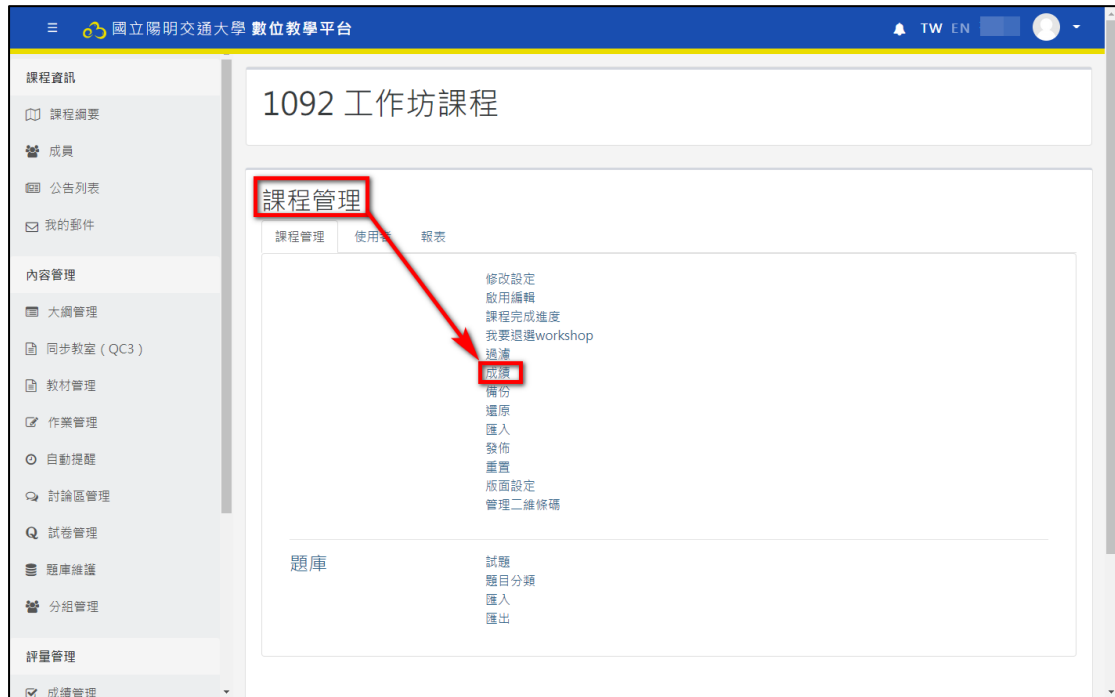 國立陽明交通大學 數位教學平台
TW EN
課程資訊
課程綱要
成員
公告列表
我的郵件
內容管理
大綱管理
同步教室（QC3）
教材管理
作業管理
自動提醒
討論區管理
試卷管理
題庫維護
分組管理
評量管理
成績管理
1092 工作坊課程
課程管理
課程管理 使用者 報表
修改設定
啟用編輯
課程完成進度
我要退選workshop
過濾
成績
備份
還原
匯入
發佈
重置
版面設定
管理二維條碼
題庫
試題
題目分類
匯入
匯出